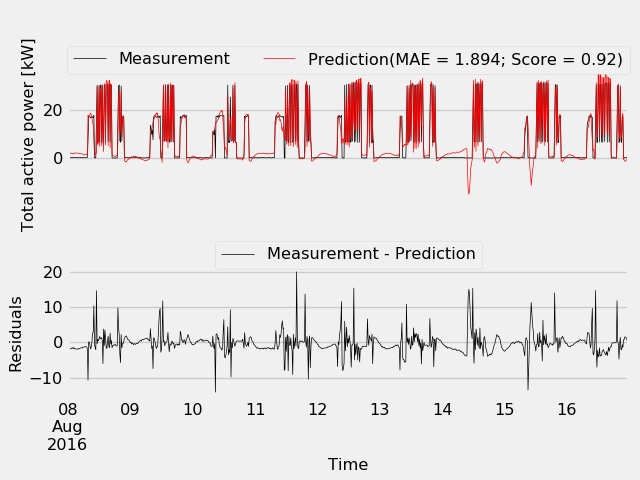 Measurement
Prediction(MAE = 1.894; Score = 0.92)
Total active power [kW]
20
0
Measurement - Prediction
Residuals
20
10
0
−10
08 09 10 11 12 13 14 15 16
Aug
2016
Time